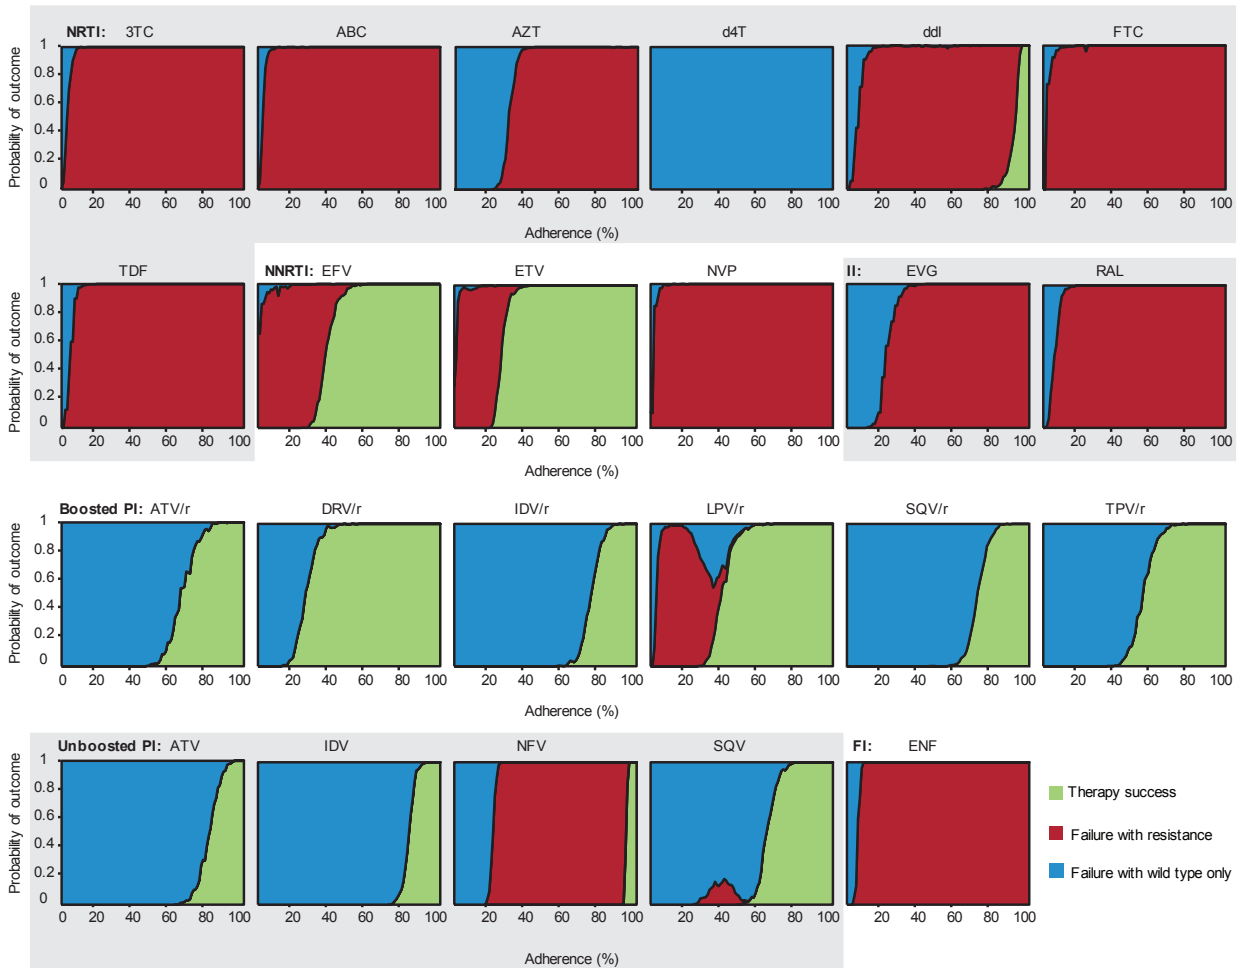 NRTI: 3TC ABC AZT d4T ddI FTC
Probability of outcome
1
0.8
0.6
0.4
0.2
0
0 20 40 60 80 100 20 40 60 80 100 20 40 60 80 100 20 40 60 80 100 20 40 60 80 100 20 40 60 80 100
Adherence (%)
TDF NNRTI: EFV ETV NVP II: EVG RAL
Probability of outcome
1
0.8
0.6
0.4
0.2
0
0 20 40 60 80 100 20 40 60 80 100 20 40 60 80 100 20 40 60 80 100 20 40 60 80 100 20 40 60 80 100
Adherence (%)
Boosted PI: ATV/r DRV/r IDV/r LPV/r SQV/r TPV/r
Probability of outcome
1
0.8
0.6
0.4
0.2
0
0 20 40 60 80 100 20 40 60 80 100 20 40 60 80 100 20 40 60 80 100 20 40 60 80 100 20 40 60 80 100
Adherence (%)
Unboosted PI: ATV IDV NFV SQV FI: ENF
Probability of outcome
1
0.8
0.6
0.4
0.2
0
0 20 40 60 80 100 20 40 60 80 100 20 40 60 80 100 20 40 60 80 100 20 40 60 80 100
Adherence (%)
Therapy success
Failure with resistance
Failure with wild type only